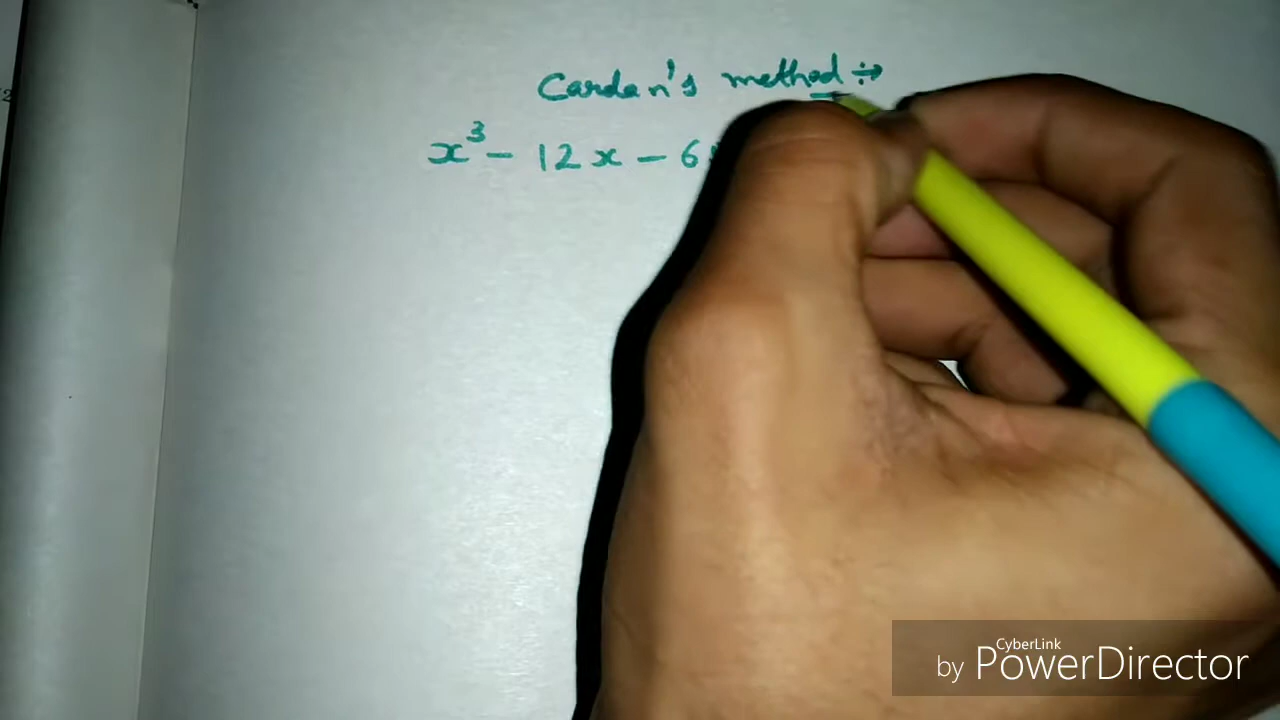 Cardan's method :→
x³ - 12x - 6
CyberLink
by PowerDirector